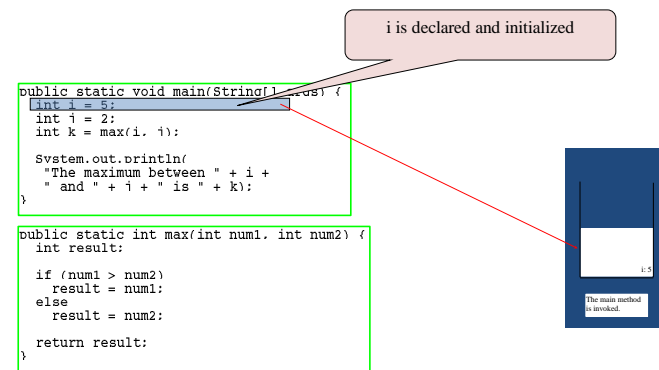 i is declared and initialized
public static void main(String[] args) {
int i = 5;
int j = 2;
int k = max(i, j);
System.out.println(
"The maximum between " + i +
" and " + j + " is " + k);
}
public static int max(int num1, int num2) {
int result;
if (num1 > num2)
result = num1;
else
result = num2;
return result;
}
i: 5
The main method
is invoked.